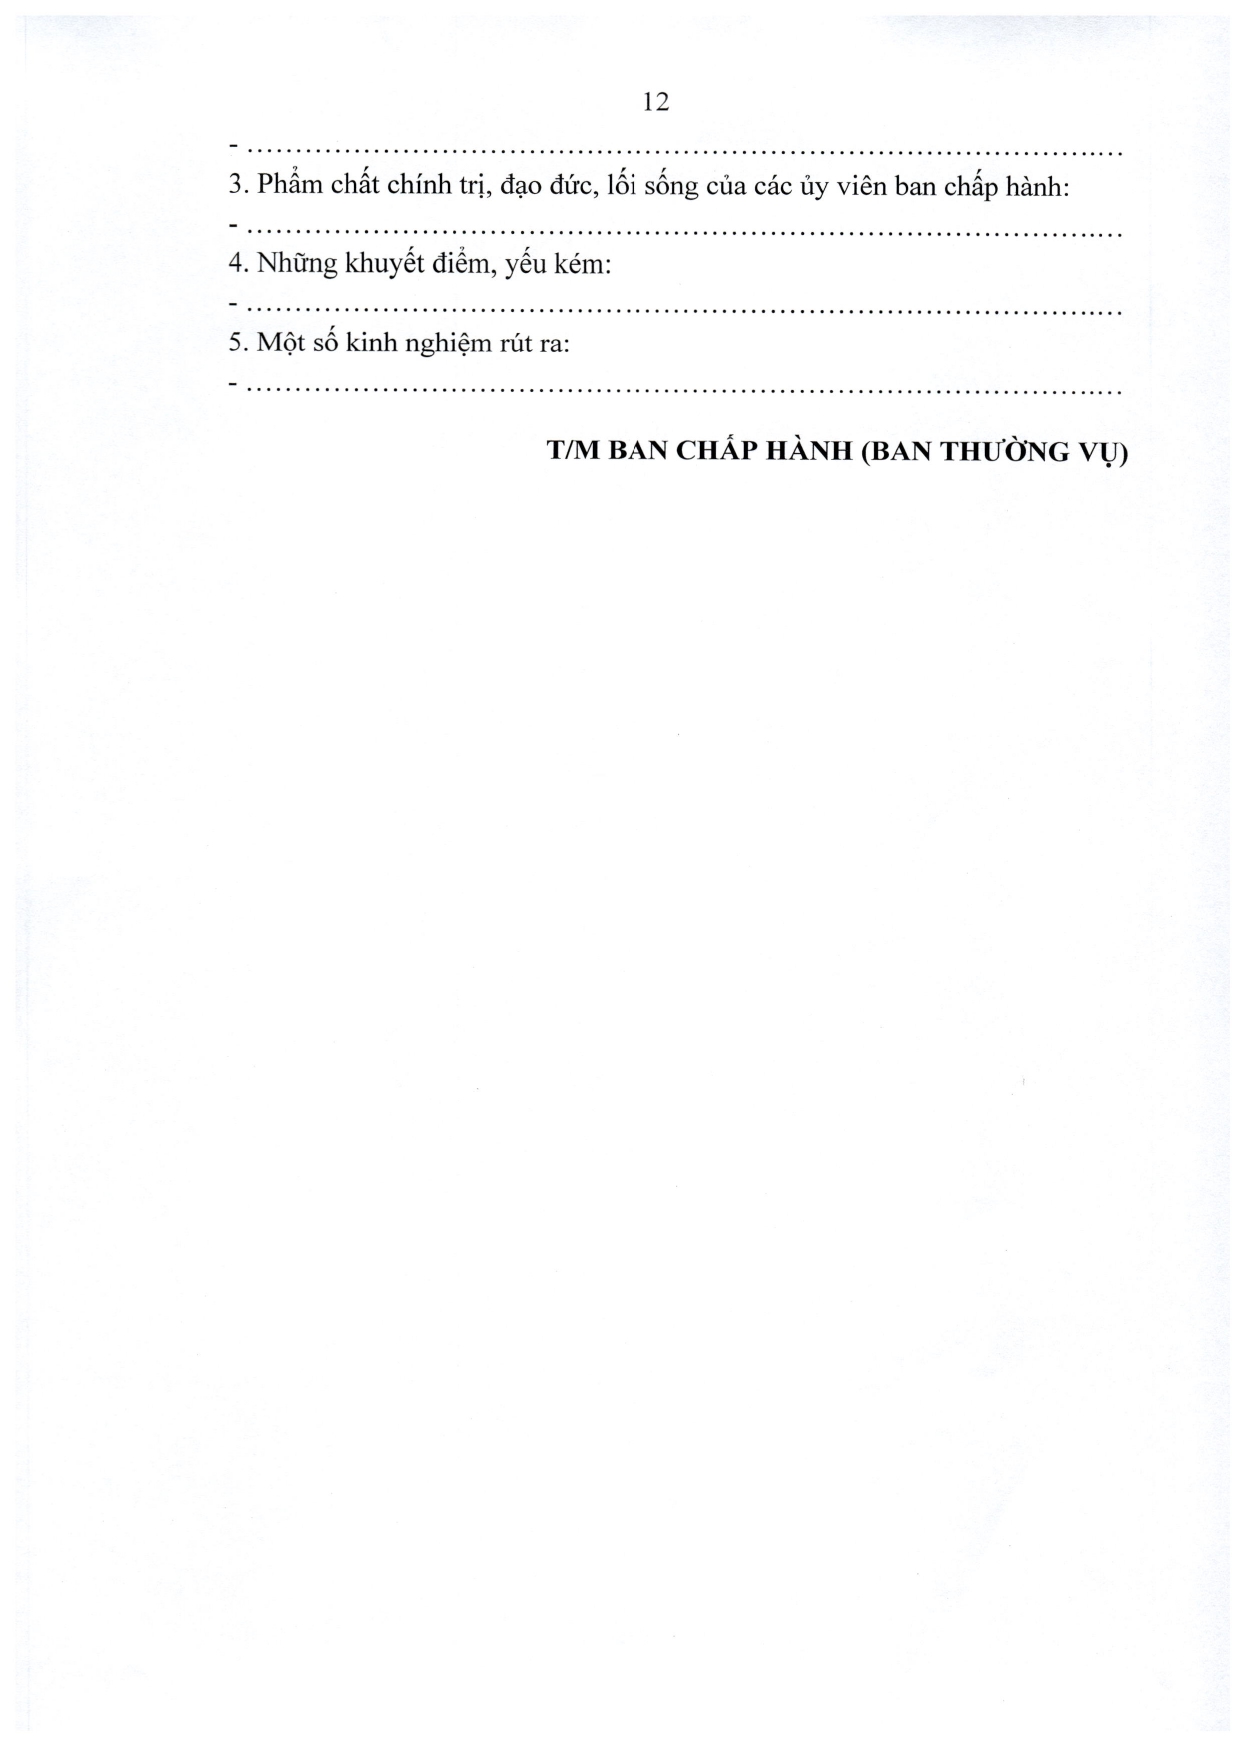 12
- ..........................................................................................
3. Phẩm chất chính trị, đạo đức, lối sống của các ủy viên ban chấp hành:
- ..........................................................................................
4. Những khuyết điểm, yếu kém:
- ..........................................................................................
5. Một số kinh nghiệm rút ra:
- ..........................................................................................
T/M BAN CHẤP HÀNH (BAN THƯỜNG VỤ)